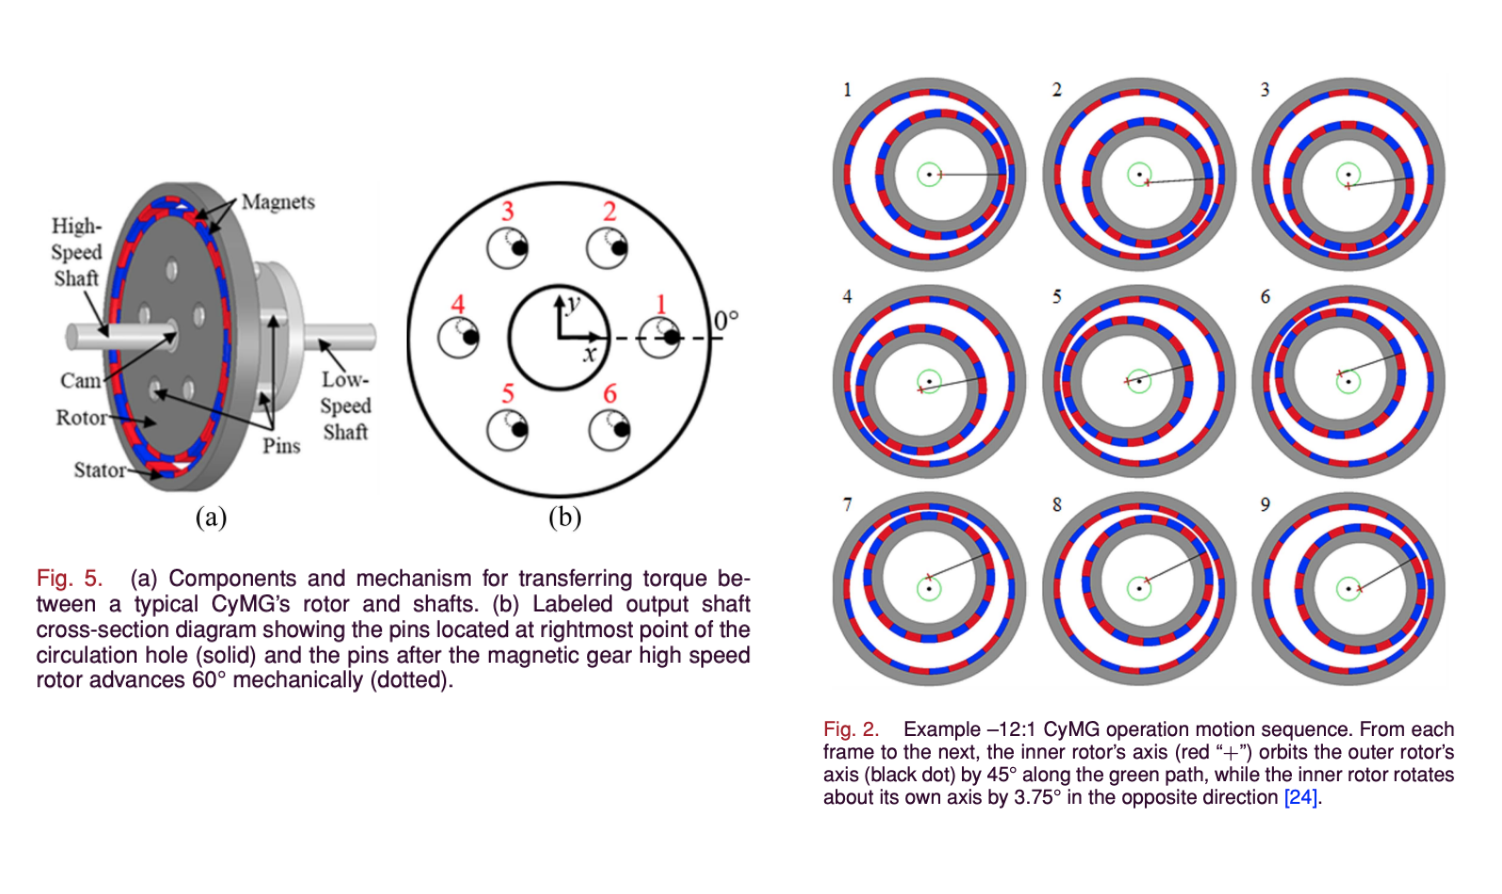 Magnets
High-
Speed
Shaft
Cam
Rotor
Stator
Pins
Low-
Speed
Shaft
(a)
3
2
4
1
0°
y
x
5
6
(b)
Fig. 5. (a) Components and mechanism for transferring torque be-
tween a typical CyMG's rotor and shafts. (b) Labeled output shaft
cross-section diagram showing the pins located at rightmost point of the
circulation hole (solid) and the pins after the magnetic gear high speed
rotor advances 60° mechanically (dotted).
1
2
3
4
5
6
7
8
9
Fig. 2. Example –12:1 CyMG operation motion sequence. From each
frame to the next, the inner rotor's axis (red "+") orbits the outer rotor's
axis (black dot) by 45° along the green path, while the inner rotor rotates
about its own axis by 3.75° in the opposite direction [24].